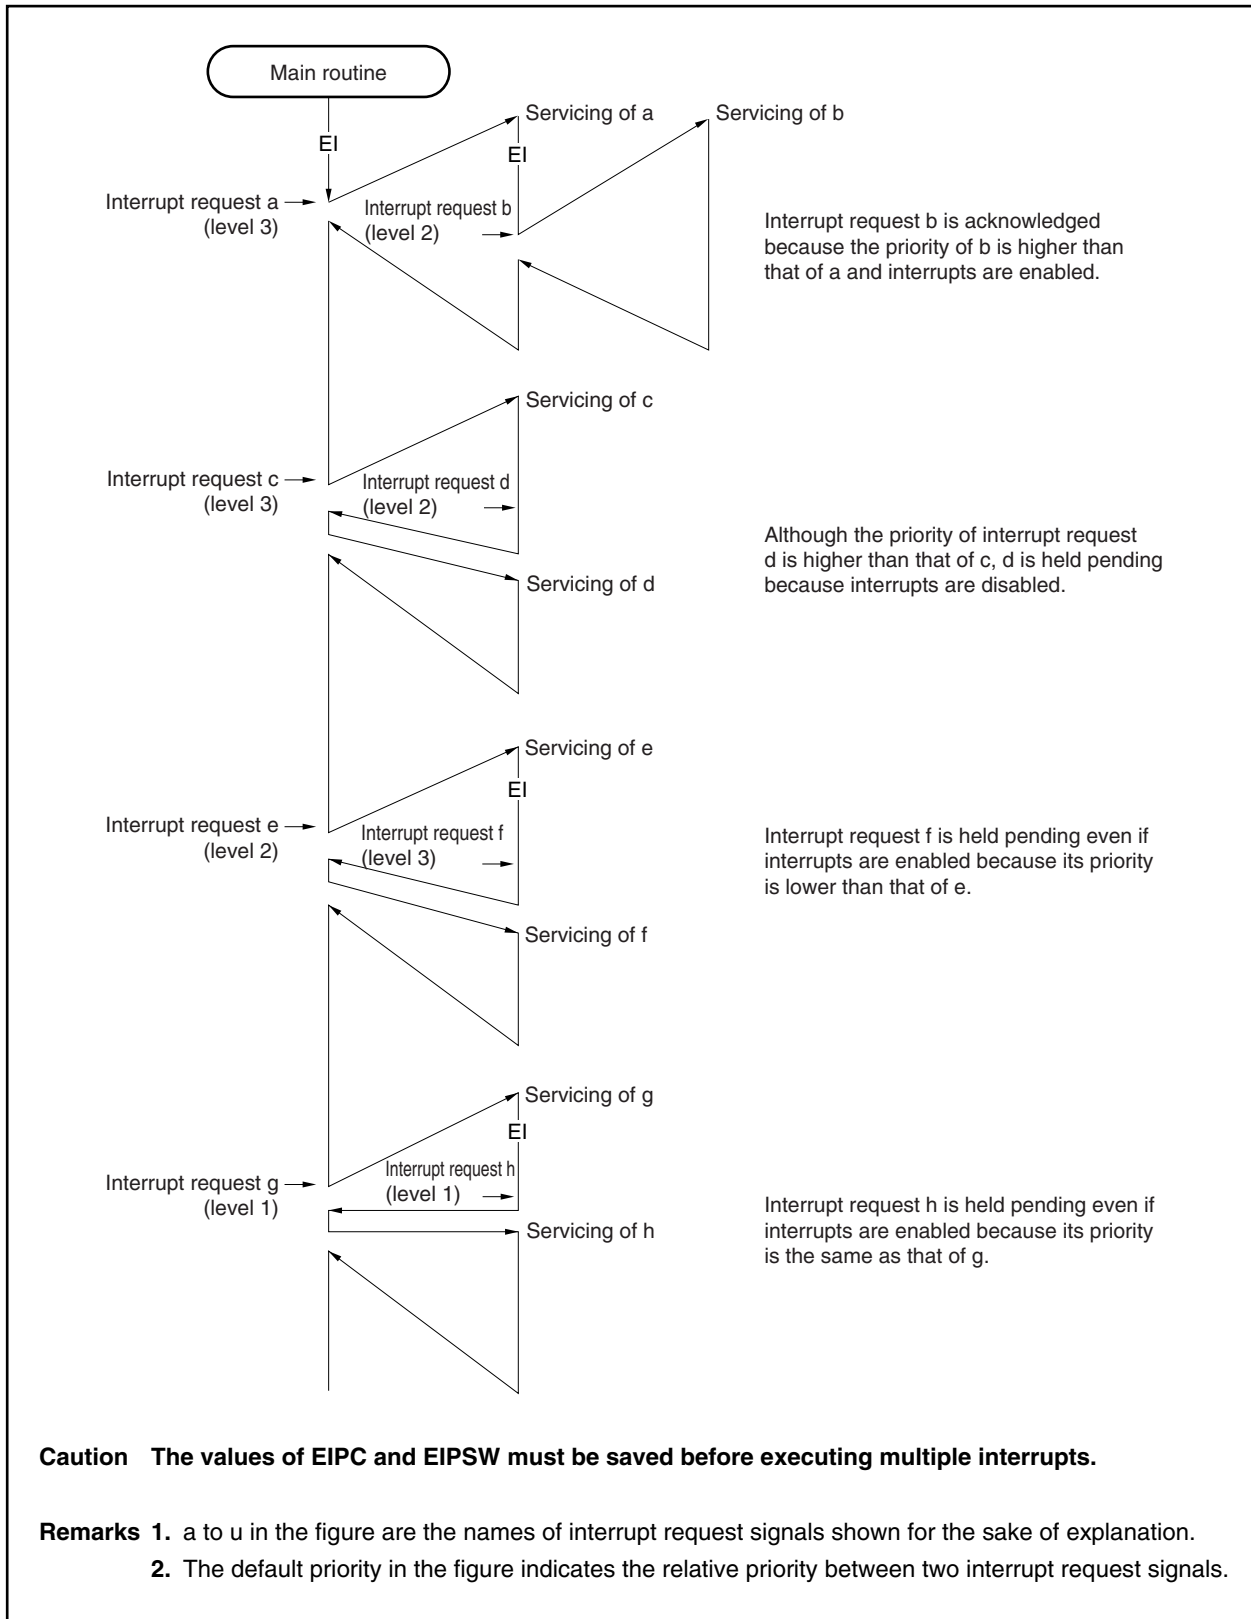 Main routine
EI
Servicing of a
EI
Servicing of b
Interrupt request a
(level 3)
Interrupt request b
(level 2)
Interrupt request b is acknowledged
because the priority of b is higher than
that of a and interrupts are enabled.
Servicing of c
Interrupt request c
(level 3)
Interrupt request d
(level 2)
Although the priority of interrupt request
d is higher than that of c, d is held pending
because interrupts are disabled.
Servicing of d
Servicing of e
EI
Interrupt request e
(level 2)
Interrupt request f
(level 3)
Interrupt request f is held pending even if
interrupts are enabled because its priority
is lower than that of e.
Servicing of f
Servicing of g
EI
Interrupt request g
(level 1)
Interrupt request h
(level 1)
Interrupt request h is held pending even if
interrupts are enabled because its priority
is the same as that of g.
Servicing of h
Caution The values of EIPC and EIPSW must be saved before executing multiple interrupts.
Remarks 1. a to u in the figure are the names of interrupt request signals shown for the sake of explanation.
2. The default priority in the figure indicates the relative priority between two interrupt request signals.